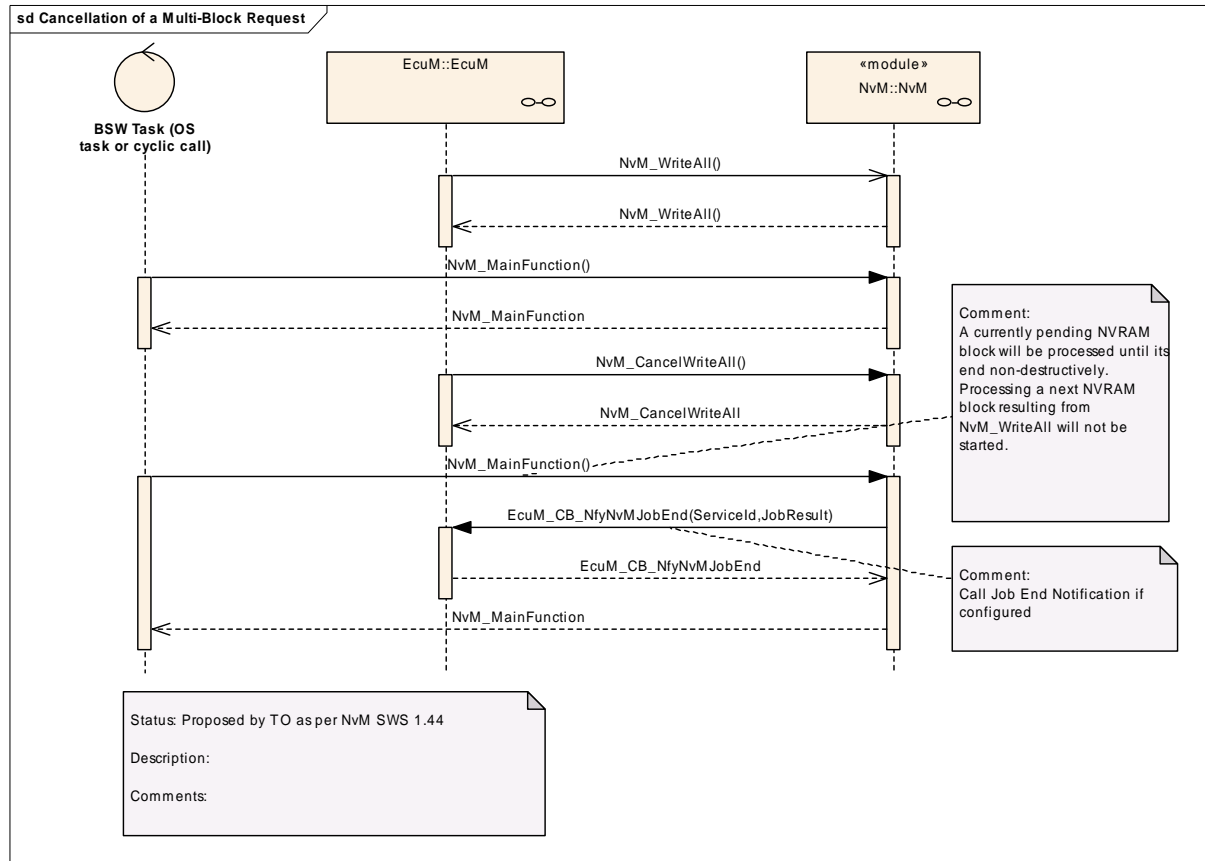 sd Cancellation of a Multi-Block Request
BSW Task (OS
task or cyclic call)
EcuM::EcuM
«module»
NvM::NvM
NvM_WriteAll()
NvM_WriteAll()
NvM_MainFunction()
NvM_MainFunction
NvM_CancelWriteAll()
NvM_CancelWriteAll
NvM_MainFunction()
EcuM_CB_NfyNvMJobEnd(ServiceId,JobResult)
EcuM_CB_NfyNvMJobEnd
NvM_MainFunction
Comment:
A currently pending NVRAM
block will be processed until its
end non-destructively.
Processing a next NVRAM
block resulting from
NvM_WriteAll will not be
started.
Comment:
Call Job End Notification if
configured
Status: Proposed by TO as per NvM SWS 1.44
Description:
Comments: